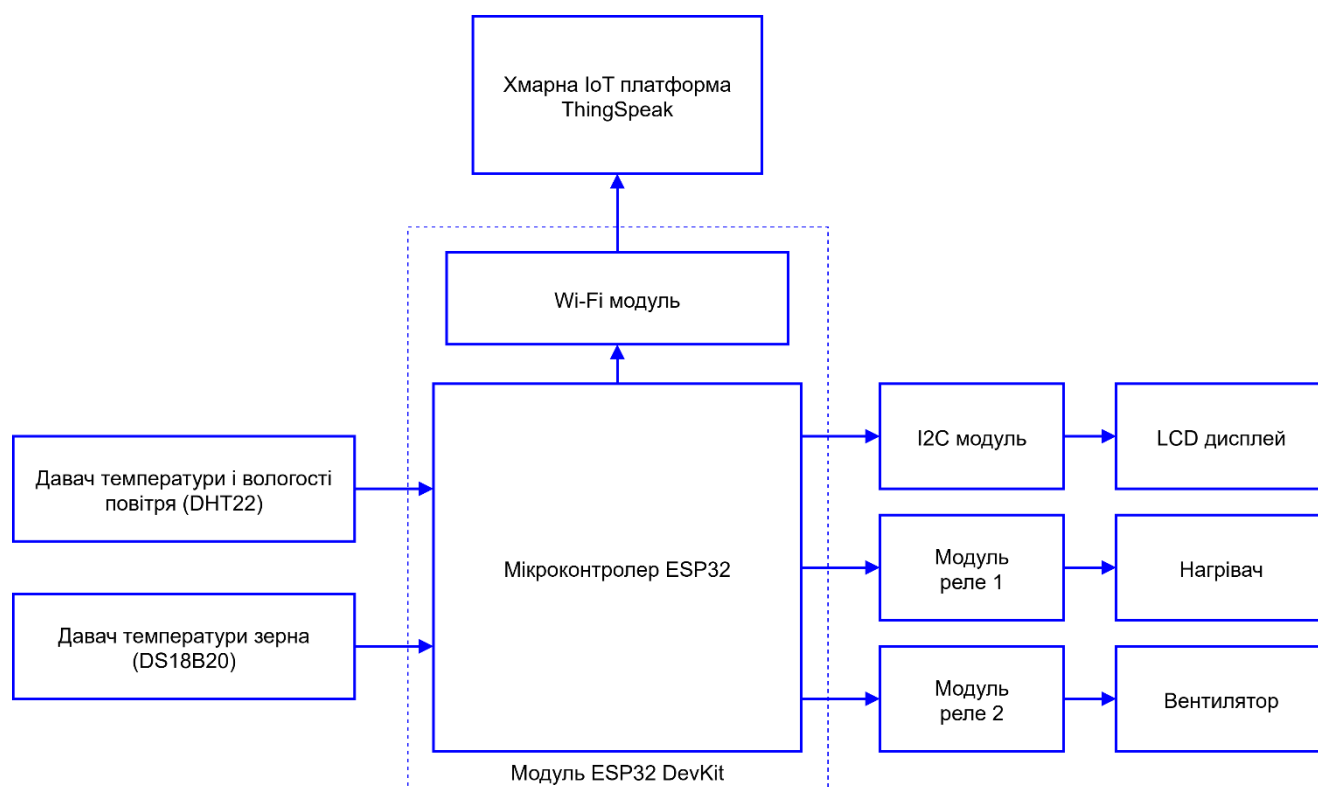 Хмарна IoT платформа
ThingSpeak
Wi-Fi модуль
Давач температури і вологості
повітря (DHT22)
Давач температури зерна
(DS18B20)
Мікроконтролер ESP32
I2C модуль
LCD дисплей
Модуль
реле 1
Нагрівач
Модуль
реле 2
Вентилятор
Модуль ESP32 DevKit